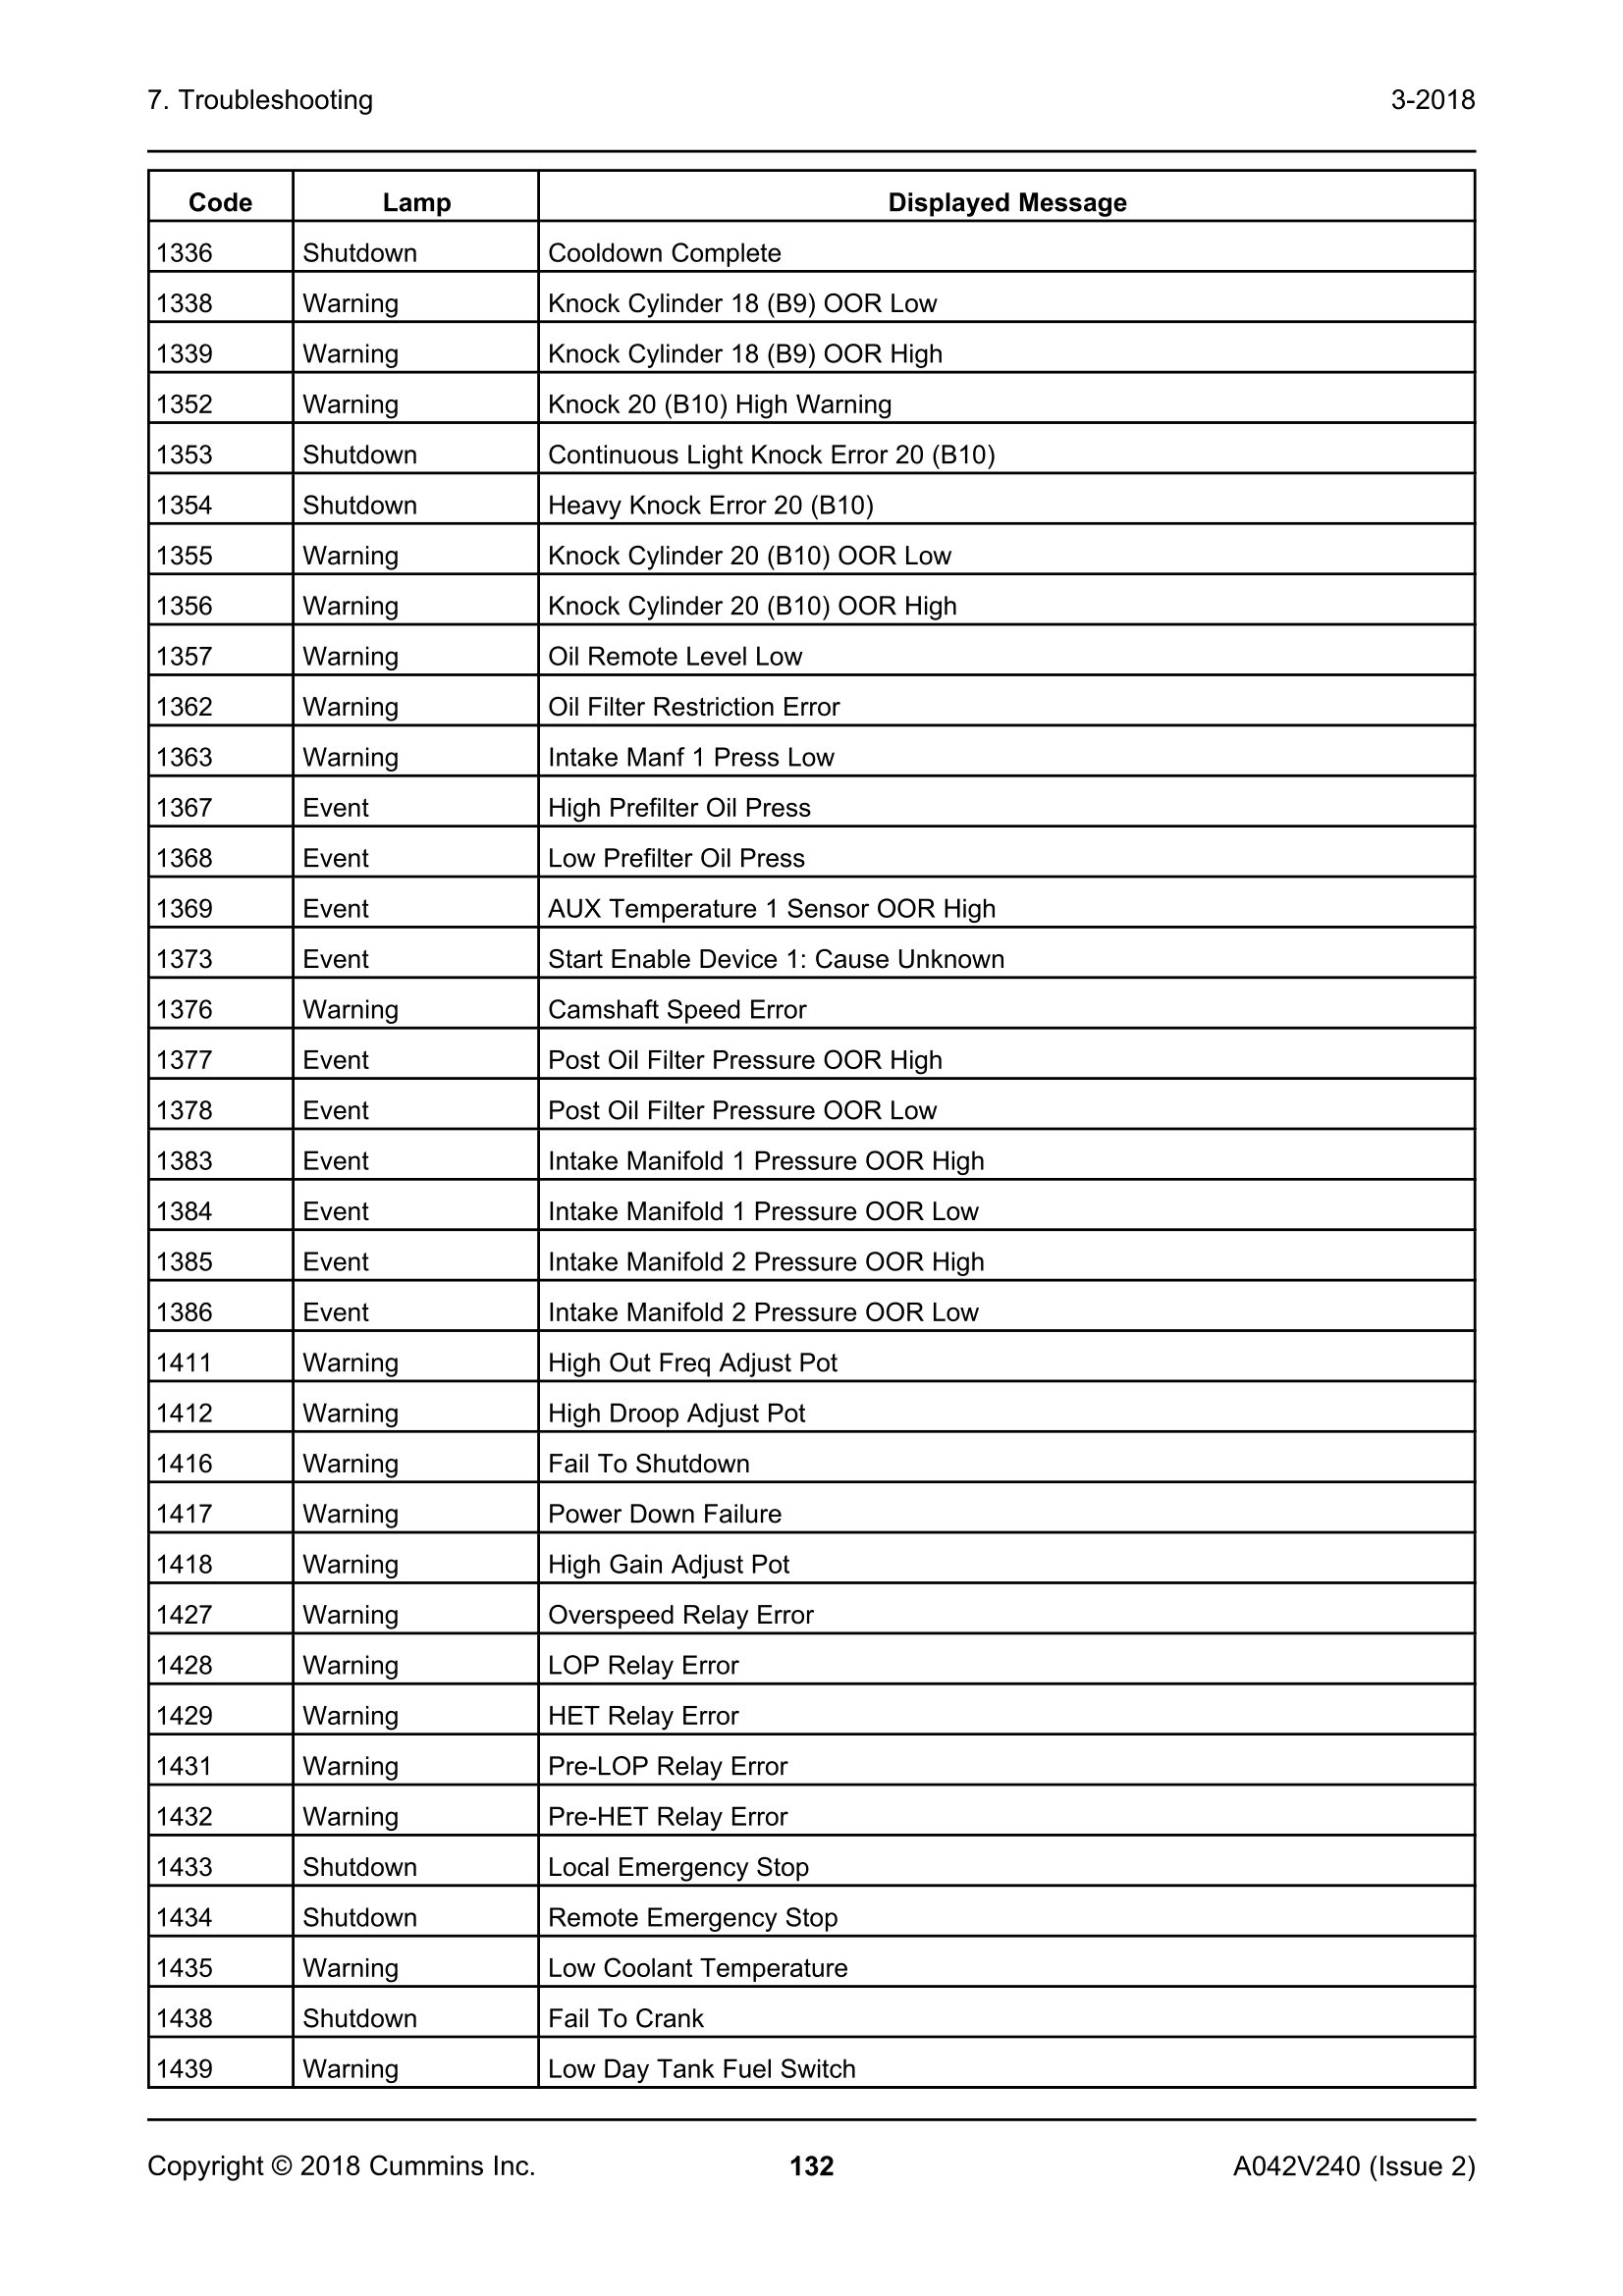 7. Troubleshooting 3-2018
Code Lamp Displayed Message
1336 Shutdown Cooldown Complete
1338 Warning Knock Cylinder 18 (B9) OOR Low
1339 Warning Knock Cylinder 18 (B9) OOR High
1352 Warning Knock 20 (B10) High Warning
1353 Shutdown Continuous Light Knock Error 20 (B10)
1354 Shutdown Heavy Knock Error 20 (B10)
1355 Warning Knock Cylinder 20 (B10) OOR Low
1356 Warning Knock Cylinder 20 (B10) OOR High
1357 Warning Oil Remote Level Low
1362 Warning Oil Filter Restriction Error
1363 Warning Intake Manf 1 Press Low
1367 Event High Prefilter Oil Press
1368 Event Low Prefilter Oil Press
1369 Event AUX Temperature 1 Sensor OOR High
1373 Event Start Enable Device 1: Cause Unknown
1376 Warning Camshaft Speed Error
1377 Event Post Oil Filter Pressure OOR High
1378 Event Post Oil Filter Pressure OOR Low
1383 Event Intake Manifold 1 Pressure OOR High
1384 Event Intake Manifold 1 Pressure OOR Low
1385 Event Intake Manifold 2 Pressure OOR High
1386 Event Intake Manifold 2 Pressure OOR Low
1411 Warning High Out Freq Adjust Pot
1412 Warning High Droop Adjust Pot
1416 Warning Fail To Shutdown
1417 Warning Power Down Failure
1418 Warning High Gain Adjust Pot
1427 Warning Overspeed Relay Error
1428 Warning LOP Relay Error
1429 Warning HET Relay Error
1431 Warning Pre-LOP Relay Error
1432 Warning Pre-HET Relay Error
1433 Shutdown Local Emergency Stop
1434 Shutdown Remote Emergency Stop
1435 Warning Low Coolant Temperature
1438 Shutdown Fail To Crank
1439 Warning Low Day Tank Fuel Switch
Copyright © 2018 Cummins Inc. 132 A042V240 (Issue 2)